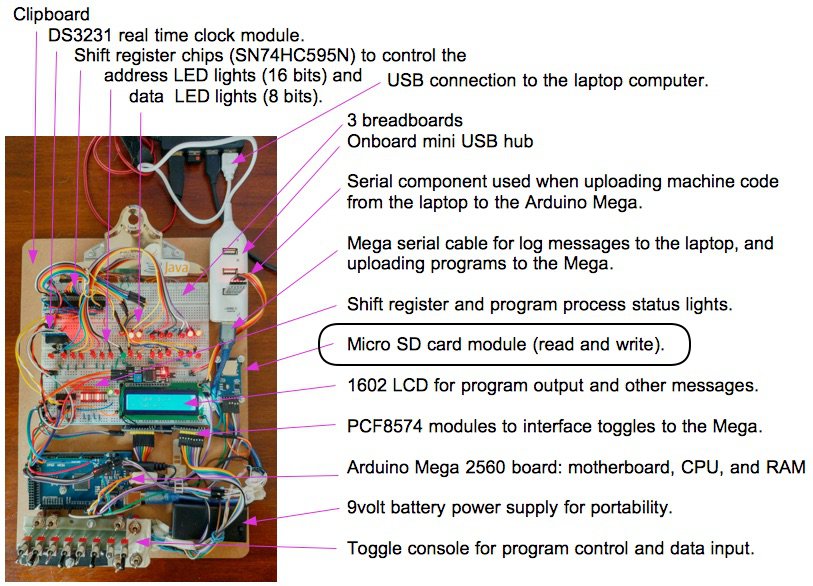 Clipboard
DS3231 real time clock module.
Shift register chips (SN74HC595N) to control the
address LED lights (16 bits) and
data LED lights (8 bits).
USB connection to the laptop computer.
3 breadboards
Onboard mini USB hub
Serial component used when uploading machine code
from the laptop to the Arduino Mega.
Mega serial cable for log messages to the laptop, and
uploading programs to the Mega.
Shift register and program process status lights.
Micro SD card module (read and write).
1602 LCD for program output and other messages.
PCF8574 modules to interface toggles to the Mega.
Arduino Mega 2560 board: motherboard, CPU, and RAM
9volt battery power supply for portability.
Toggle console for program control and data input.
Java